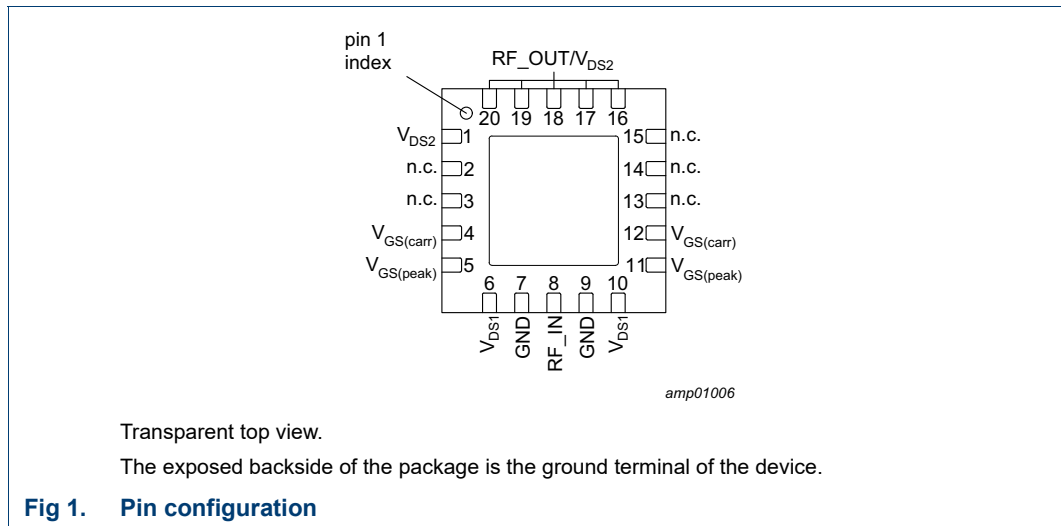 pin 1
index
RF_OUT/VDS2
20 19 18 17 16
VDS2 1
n.c. 2
n.c. 3
VGS(carr) 4
VGS(peak) 5
15 n.c.
14 n.c.
13 n.c.
12 VGS(carr)
11 VGS(peak)
6 7 8 9 10
VDS1
GND
RF_IN
GND
VDS1
amp01006
Transparent top view.
The exposed backside of the package is the ground terminal of the device.
Fig 1. Pin configuration